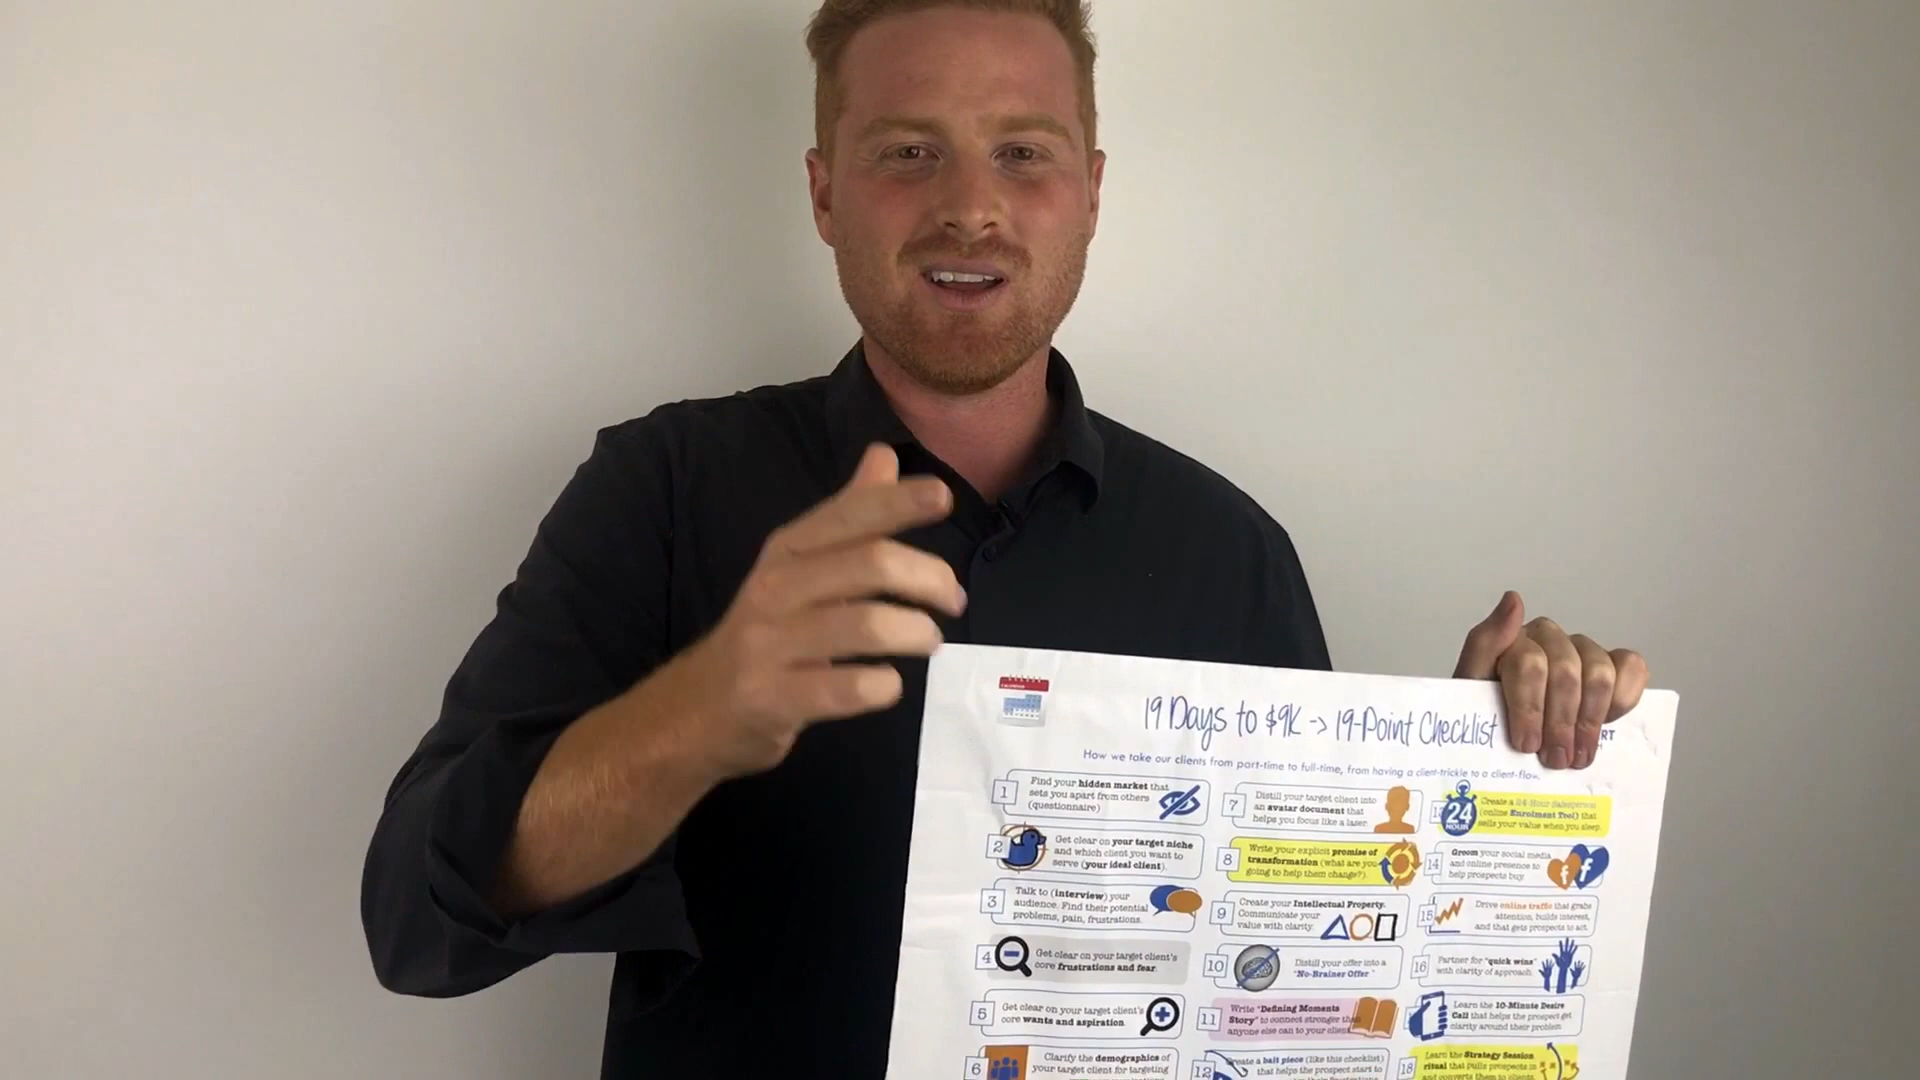 CALENDAR
19 Days to $9K -> 19-Point Checklist
RT
H
How we take our clients from part-time to full-time, from having a client-trickle to a client-flow.
1
Find your hidden market that
sets you apart from others
(questionnaire)
2
Get clear on your target niche
and which client you want to
serve (your ideal client).
3
Talk to (interview) your
audience. Find their potential
problems, pain, frustrations.
4
Get clear on your target client's
core frustrations and fear.
5
Get clear on your target client's
core wants and aspiration.
6
Clarify the demographics of
your target client for targeting
7
Distill your target client into
an avatar document that
helps you focus like a laser.
8
Write your explicit promise of
transformation (what are you
going to help them change?).
9
Create your Intellectual Property.
Communicate your
value with clarity.
10
Distill your offer into a
"No-Brainer Offer."
11
Write "Defining Moments
Story" to connect stronger than
anyone else can to your client
12
Create a bait piece (like this checklist)
that helps the prospect start to
24
HOUR
Create a 24-Hour Salesperson
(online Enrolment Tool) that
sells your value when you sleep.
14
Groom your social media
and online presence to
help prospects buy.
f f
15
Drive online traffic that grabs
attention, builds interest,
and that gets prospects to act.
16
Partner for "quick wins"
with clarity of approach.
Learn the 10-Minute Desire
Call that helps the prospect get
clarity around their problem
18
Learn the Strategy Session
ritual that pulls prospects in
and converts them to clients.